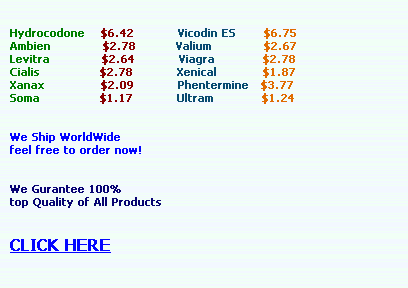 Hydrocodone $6.42 Vicodin ES $6.75
Ambien $2.78 Valium $2.67
Levitra $2.64 Viagra $2.78
Cialis $2.78 Xenical $1.87
Xanax $2.09 Phentermine $3.77
Soma $1.17 Ultram $1.24
We Ship WorldWide
feel free to order now!
We Gurantee 100%
top Quality of All Products
CLICK HERE